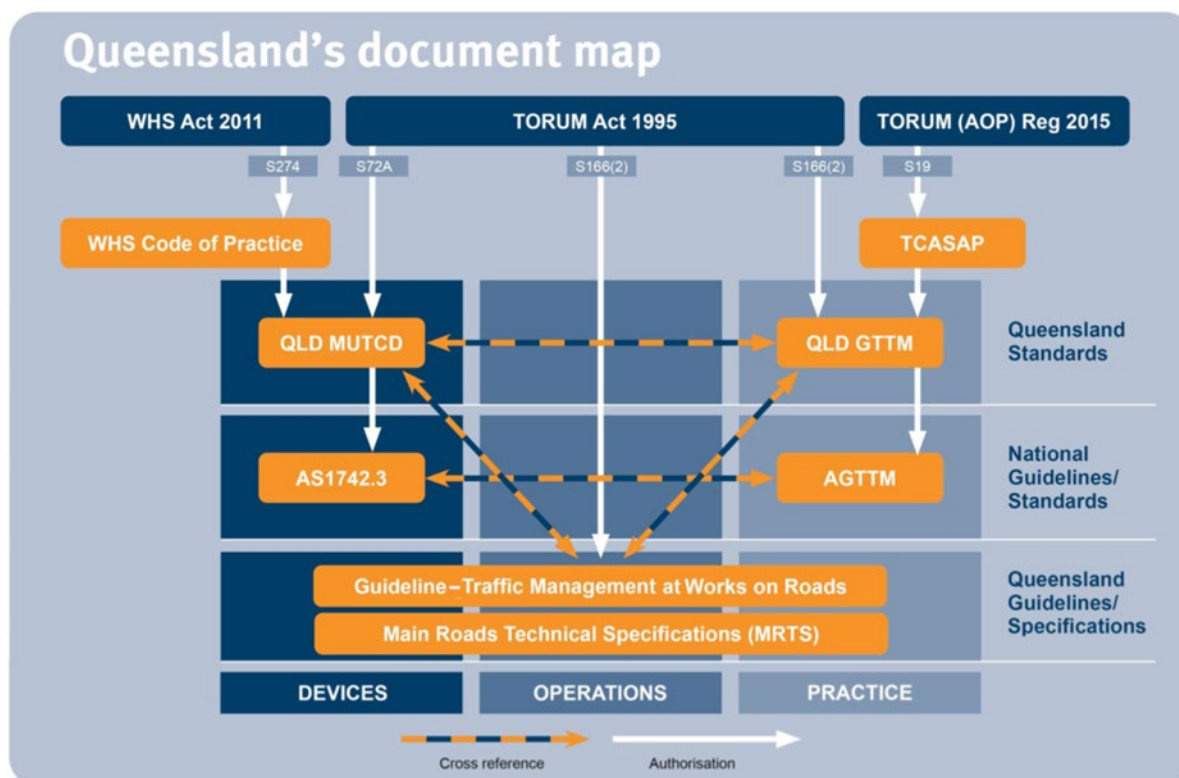 Queensland's document map
WHS Act 2011
TORUM Act 1995
TORUM (AOP) Reg 2015
S274
S72A
S166(2)
S166(2)
S19
WHS Code of Practice
TCASAP
QLD MUTCD
QLD GTTM
Queensland
Standards
AS1742.3
AGTTM
National
Guidelines/
Standards
Guideline–Traffic Management at Works on Roads
Main Roads Technical Specifications (MRTS)
Queensland
Guidelines/
Specifications
DEVICES
OPERATIONS
PRACTICE
Cross reference
Authorisation